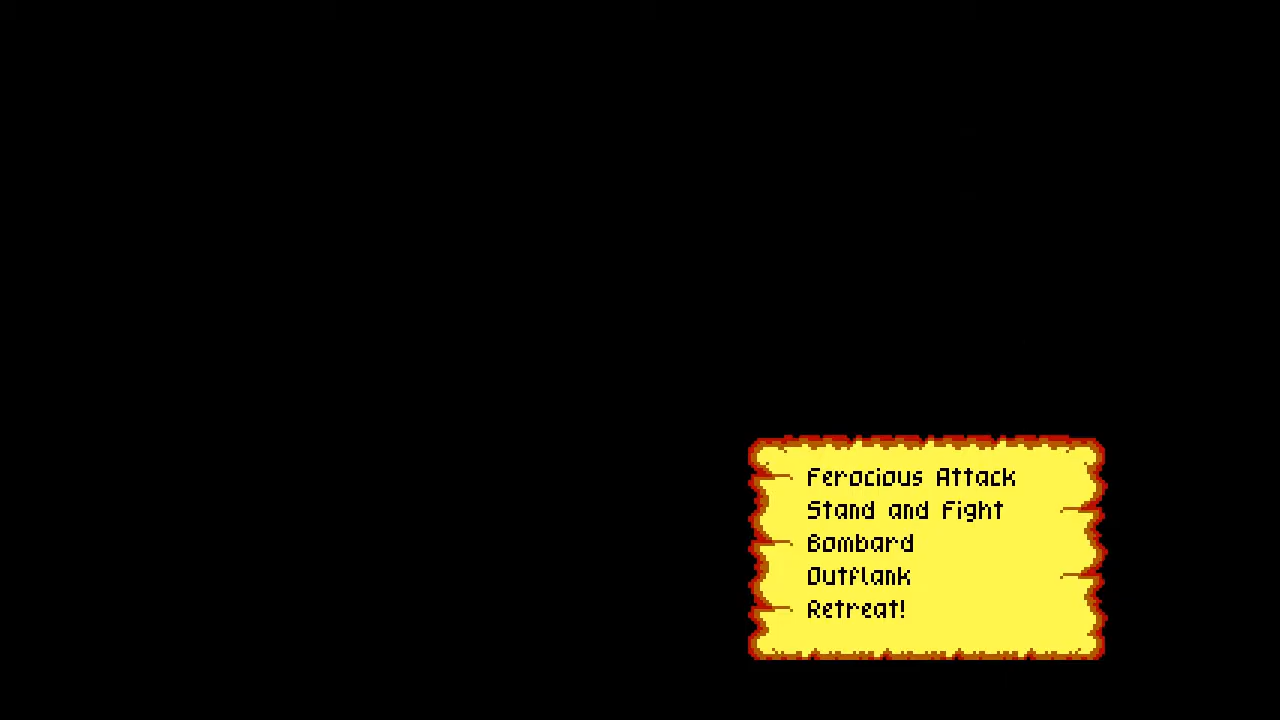 Ferocious Attack
Stand and Fight
Bombard
Outflank
Retreat!